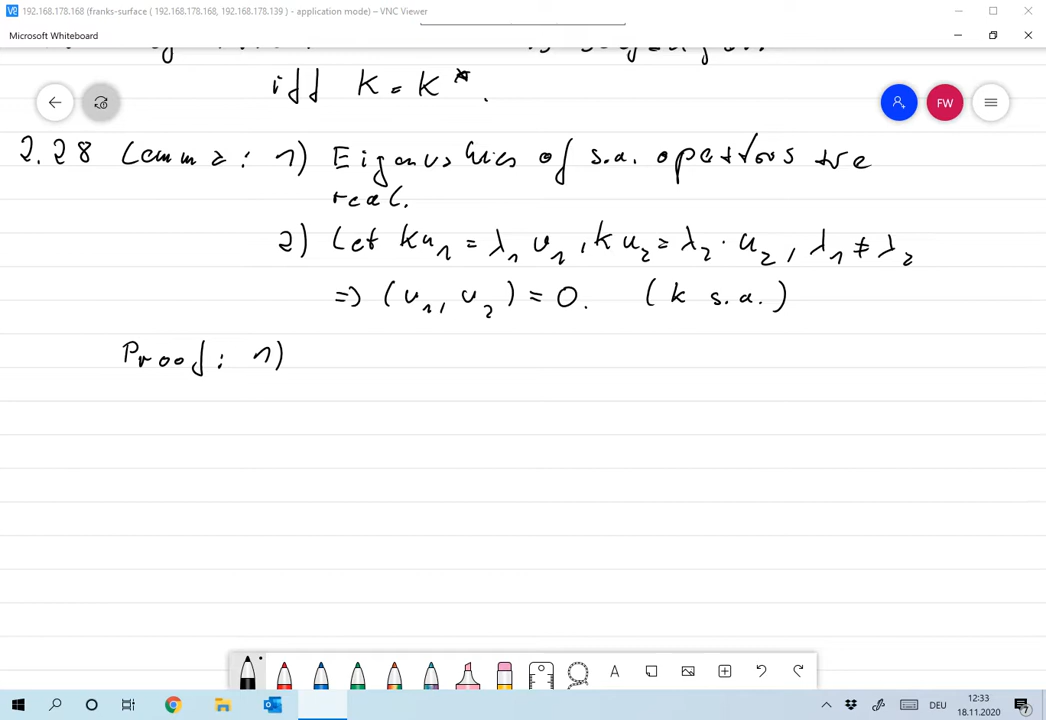 192.168.178.168 (franks-surface ( 192.168.178.168, 192.168.178.139 ) - application mode) – VNC Viewer
Microsoft Whiteboard
iff K = K*.
FW
2.28 Lemma: 1) Eigenvalues of s.a. operators are
real.
2) Let Ku₁ = λ₁ u₁, Ku₂ = λ₂ · u₂, λ₁ ≠ λ₂
=> (u₁, u₂) = 0. (K s.a.)
Proof: 1)
A
DEU
12:33
18.11.2020
7